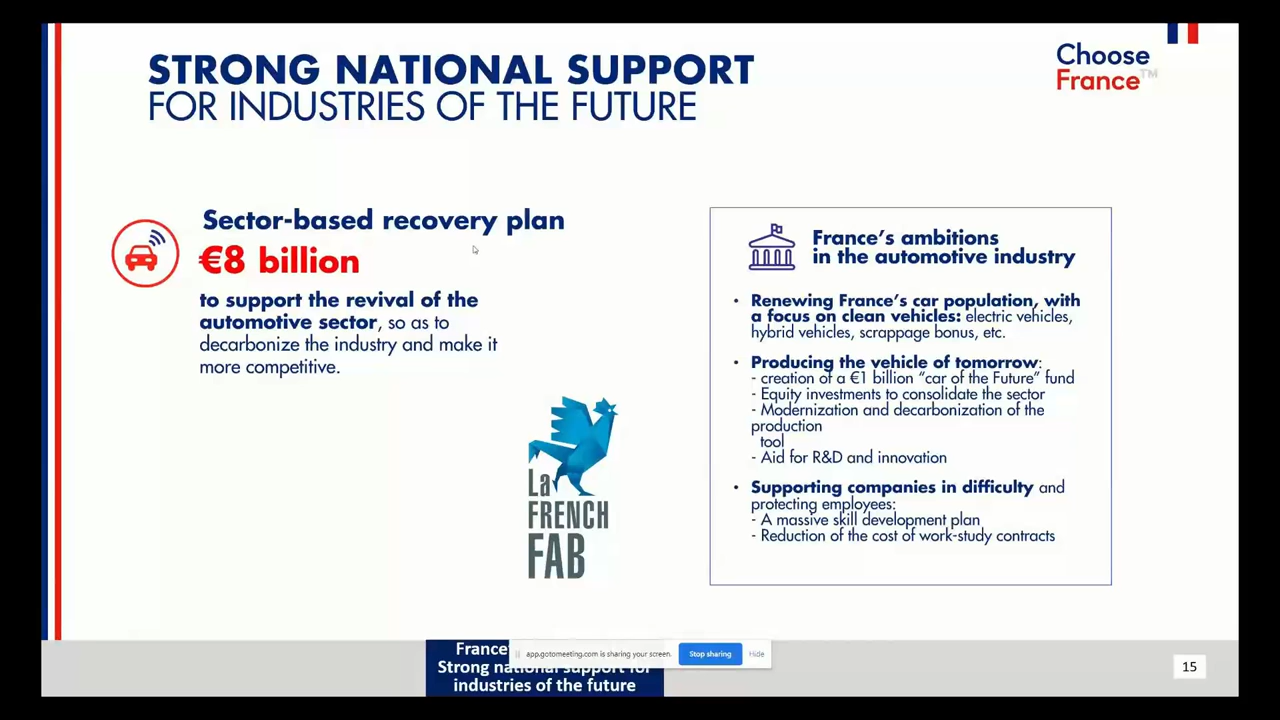 STRONG NATIONAL SUPPORT
FOR INDUSTRIES OF THE FUTURE
Choose
France™
Sector-based recovery plan
€8 billion
to support the revival of the
automotive sector, so as to
decarbonize the industry and make it
more competitive.
La
FRENCH
FAB
France's ambitions
in the automotive industry
• Renewing France's car population, with
a focus on clean vehicles: electric vehicles,
hybrid vehicles, scrappage bonus, etc.
• Producing the vehicle of tomorrow:
- creation of a €1 billion “car of the Future” fund
- Equity investments to consolidate the sector
- Modernization and decarbonization of the
production
tool
- Aid for R&D and innovation
• Supporting companies in difficulty and
protecting employees:
- A massive skill development plan
- Reduction of the cost of work-study contracts
France
Strong national support for
industries of the future
app.gotomeeting.com is sharing your screen.
Stop sharing
Hide
15